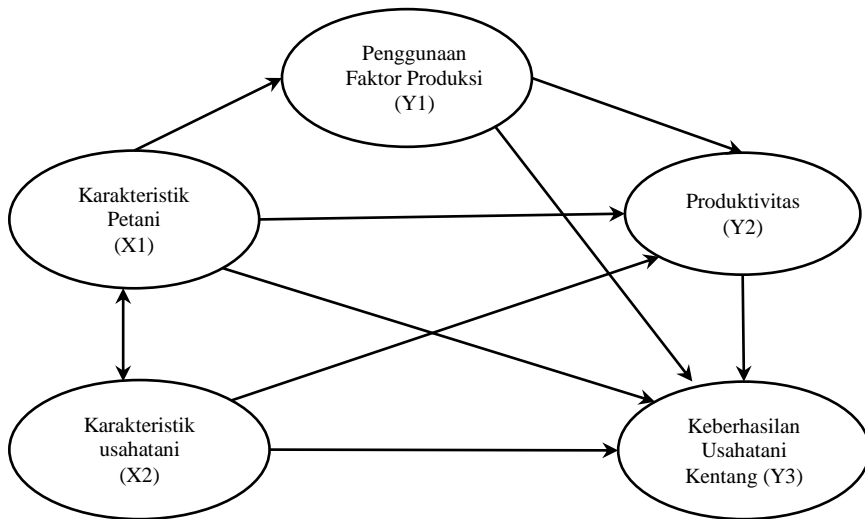 Penggunaan
Faktor Produksi
(Y1)
Karakteristik
Petani
(X1)
Produktivitas
(Y2)
Karakteristik
usahatani
(X2)
Keberhasilan
Usahatani
Kentang (Y3)